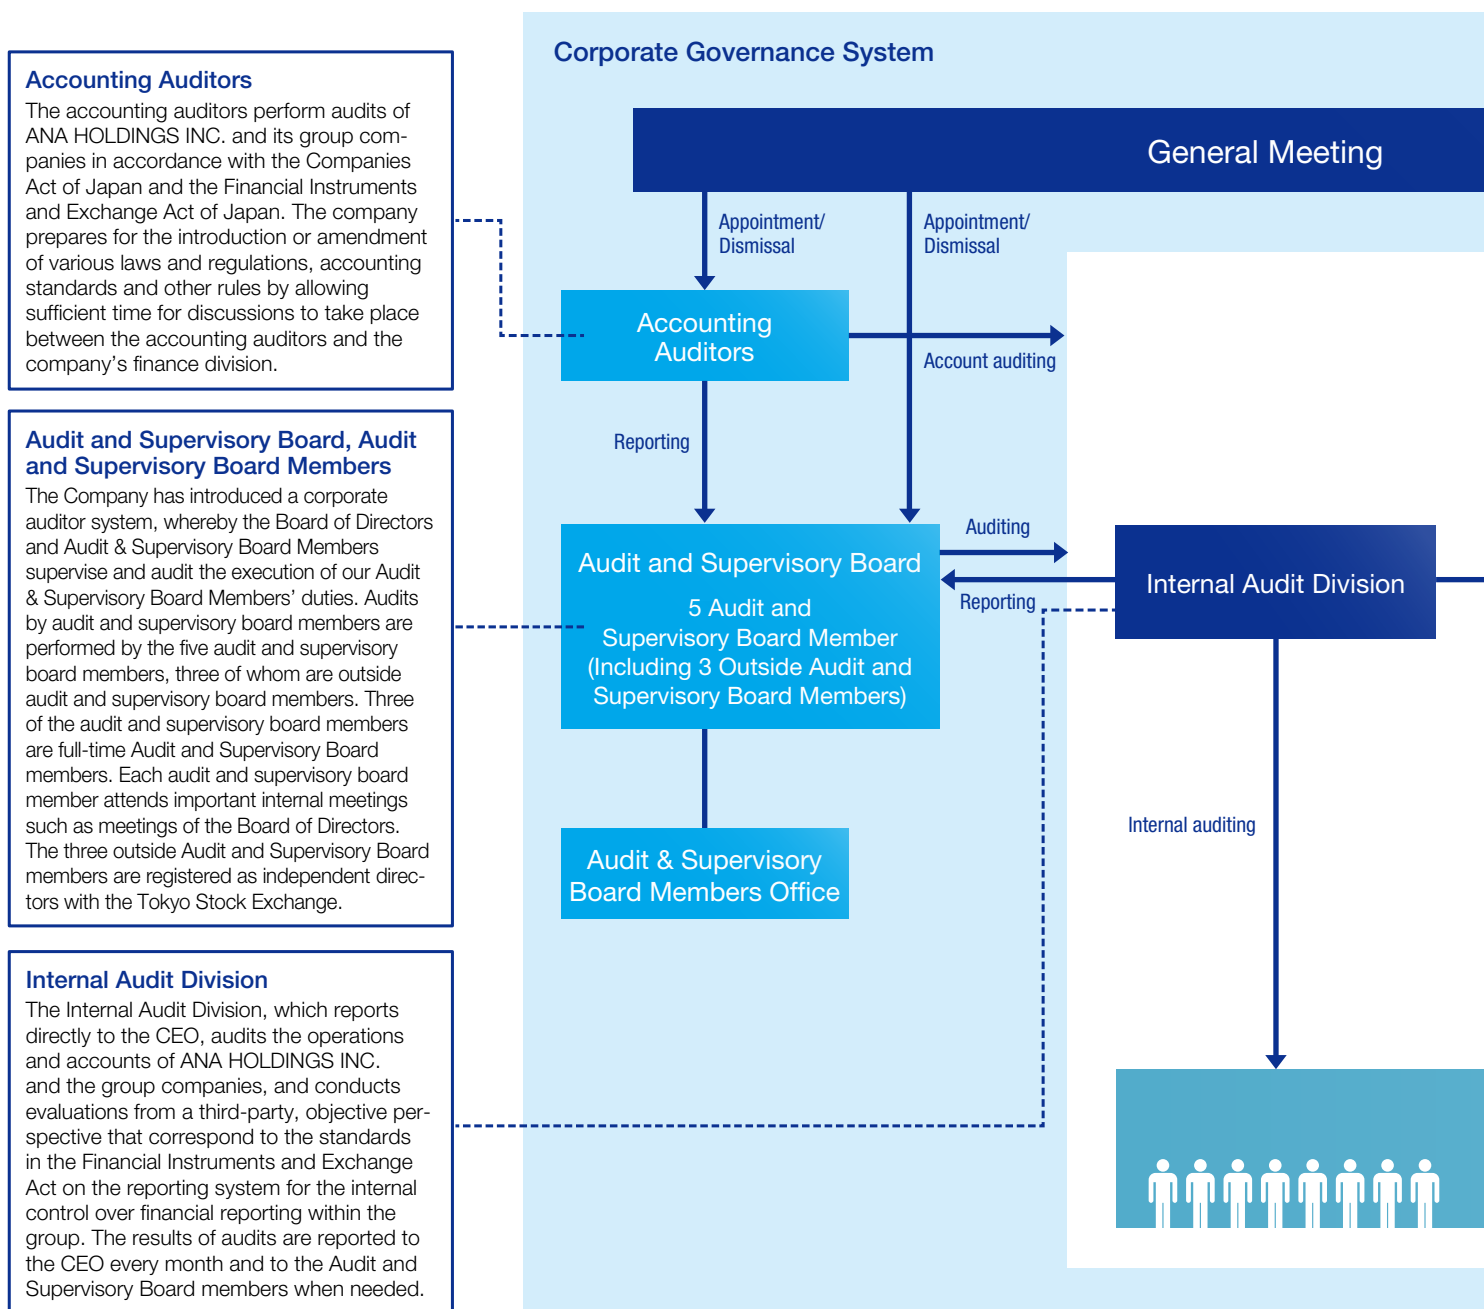 Accounting Auditors
The accounting auditors perform audits of
ANA HOLDINGS INC. and its group com-
panies in accordance with the Companies
Act of Japan and the Financial Instruments
and Exchange Act of Japan. The company
prepares for the introduction or amendment
of various laws and regulations, accounting
standards and other rules by allowing
sufficient time for discussions to take place
between the accounting auditors and the
company’s finance division.
Audit and Supervisory Board, Audit
and Supervisory Board Members
The Company has introduced a corporate
auditor system, whereby the Board of Directors
and Audit & Supervisory Board Members
supervise and audit the execution of our Audit
& Supervisory Board Members’ duties. Audits
by audit and supervisory board members are
performed by the five audit and supervisory
board members, three of whom are outside
audit and supervisory board members. Three
of the audit and supervisory board members
are full-time Audit and Supervisory Board
members. Each audit and supervisory board
member attends important internal meetings
such as meetings of the Board of Directors.
The three outside Audit and Supervisory Board
members are registered as independent direc-
tors with the Tokyo Stock Exchange.
Internal Audit Division
The Internal Audit Division, which reports
directly to the CEO, audits the operations
and accounts of ANA HOLDINGS INC.
and the group companies, and conducts
evaluations from a third-party, objective per-
spective that correspond to the standards
in the Financial Instruments and Exchange
Act on the reporting system for the internal
control over financial reporting within the
group. The results of audits are reported to
the CEO every month and to the Audit and
Supervisory Board members when needed.
Corporate Governance System
General Meeting
Appointment/
Dismissal
Appointment/
Dismissal
Accounting
Auditors
Account auditing
Reporting
Audit and Supervisory Board
5 Audit and
Supervisory Board Member
(Including 3 Outside Audit and
Supervisory Board Members)
Auditing
Reporting
Internal Audit Division
Internal auditing
Audit & Supervisory
Board Members Office